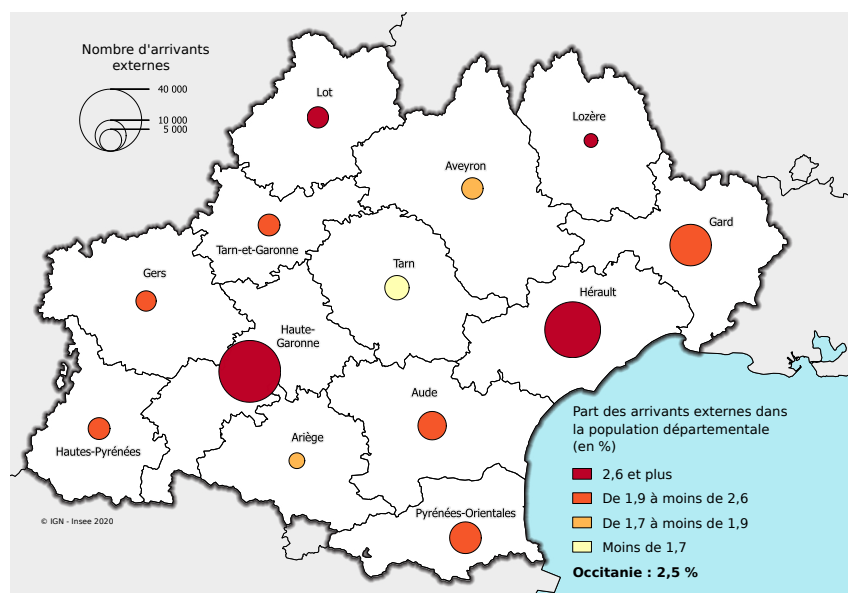 Nombre d'arrivants
externes
40 000
10 000
5 000
Lot
Lozère
Aveyron
Gard
Tarn-et-Garonne
Tarn
Gers
Hérault
Haute-
Garonne
Aude
Ariège
Hautes-Pyrénées
Pyrénées-Orientales
© IGN - Insee 2020
Part des arrivants externes dans
la population départementale
(en %)
2,6 et plus
De 1,9 à moins de 2,6
De 1,7 à moins de 1,9
Moins de 1,7
Occitanie : 2,5 %